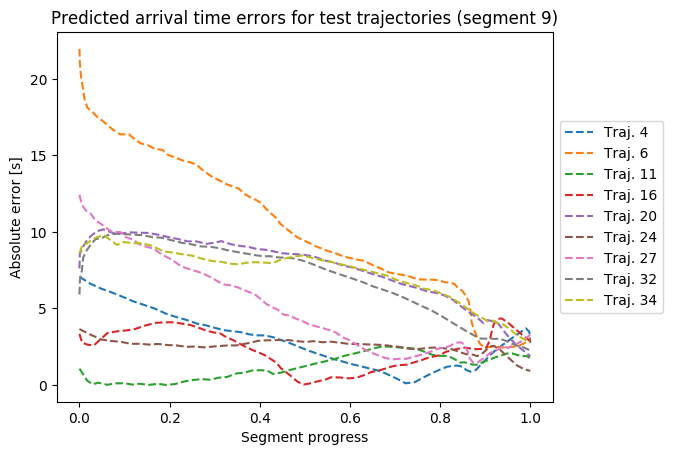 Predicted arrival time errors for test trajectories (segment 9)
Absolute error [s]
20
15
10
5
0
0.0 0.2 0.4 0.6 0.8 1.0
Segment progress
Traj. 4
Traj. 6
Traj. 11
Traj. 16
Traj. 20
Traj. 24
Traj. 27
Traj. 32
Traj. 34